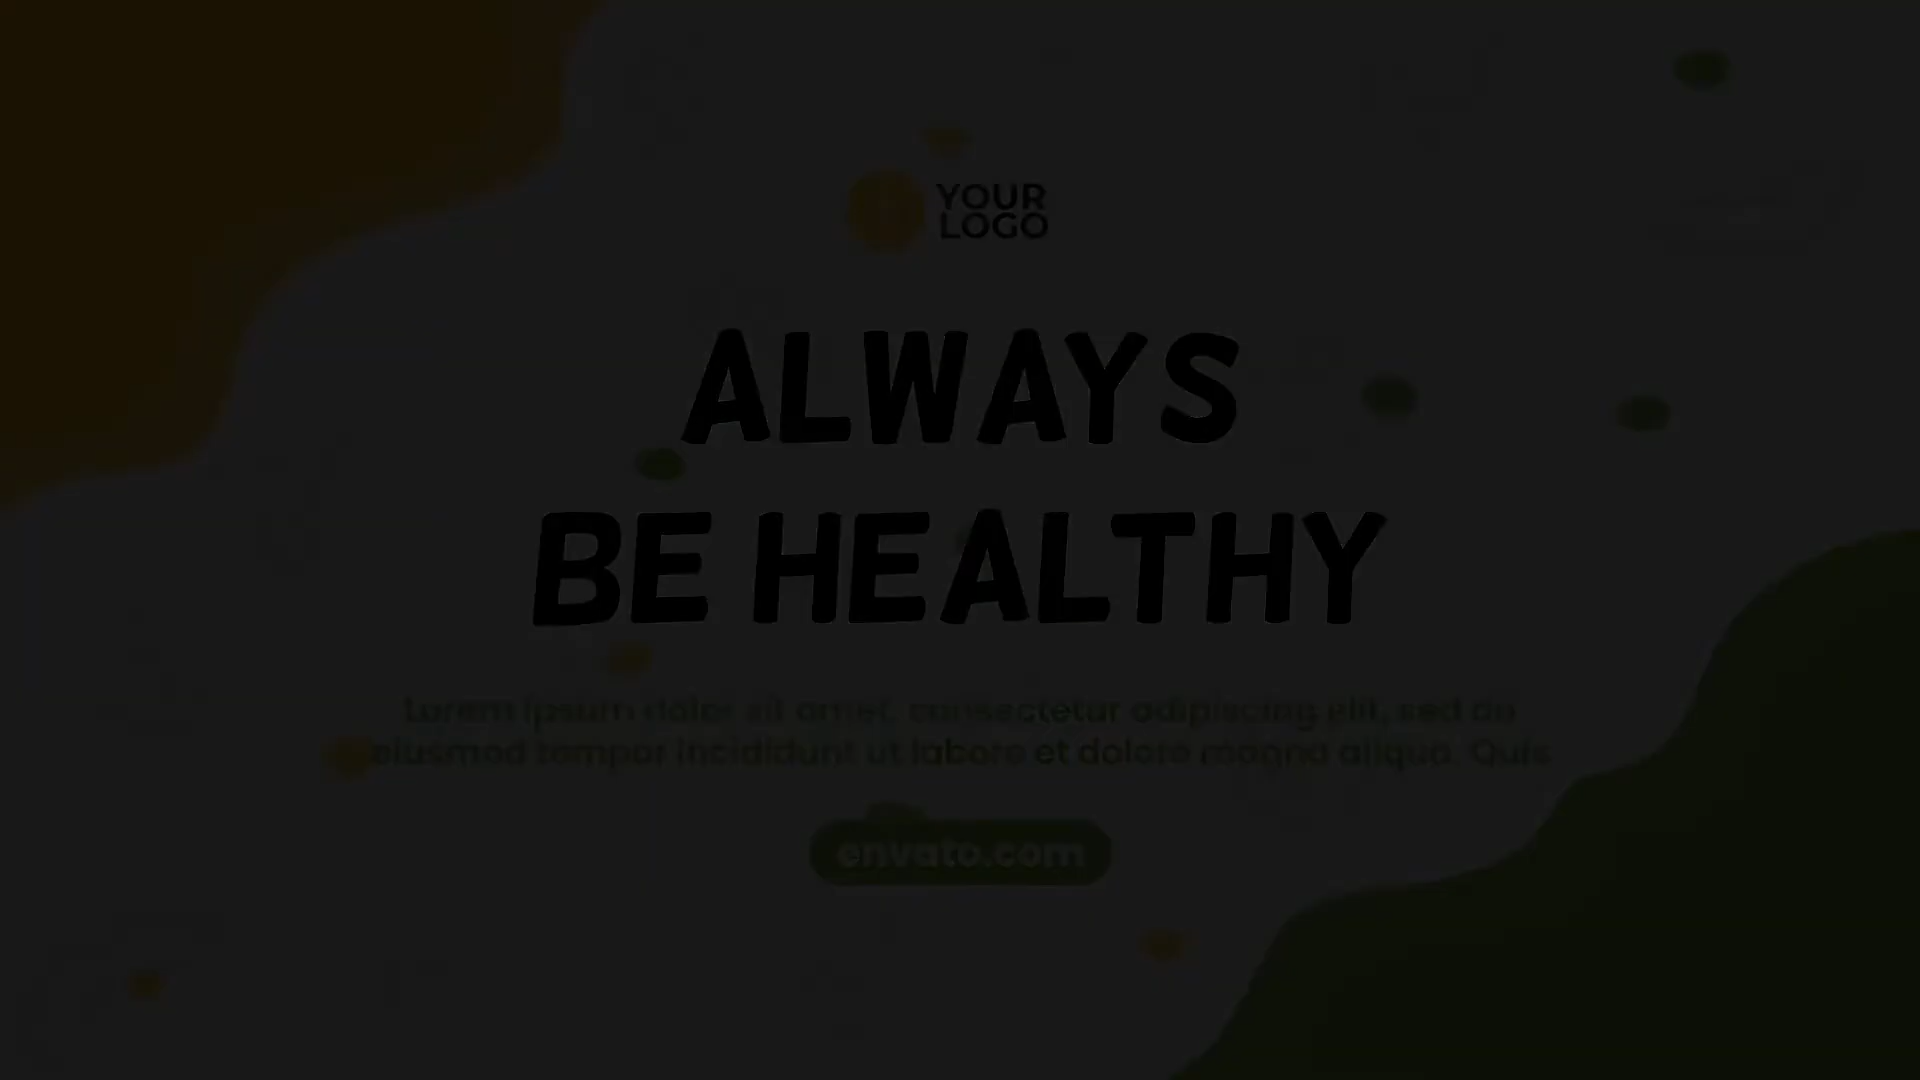 YOUR
LOGO
ALWAYS
BE HEALTHY
Lorem ipsum dolor sit amet, consectetur adipiscing elit, sed do
eiusmod tempor incididunt ut labore et dolore magna aliqua. Quis
envato.com